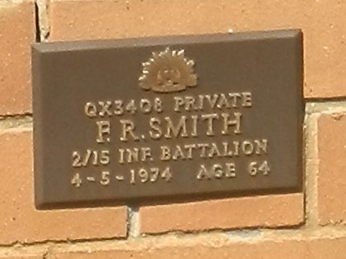 QX3408 PRIVATE
F. R. SMITH
2/15 INF. BATTALION
4-5-1974 AGE 64